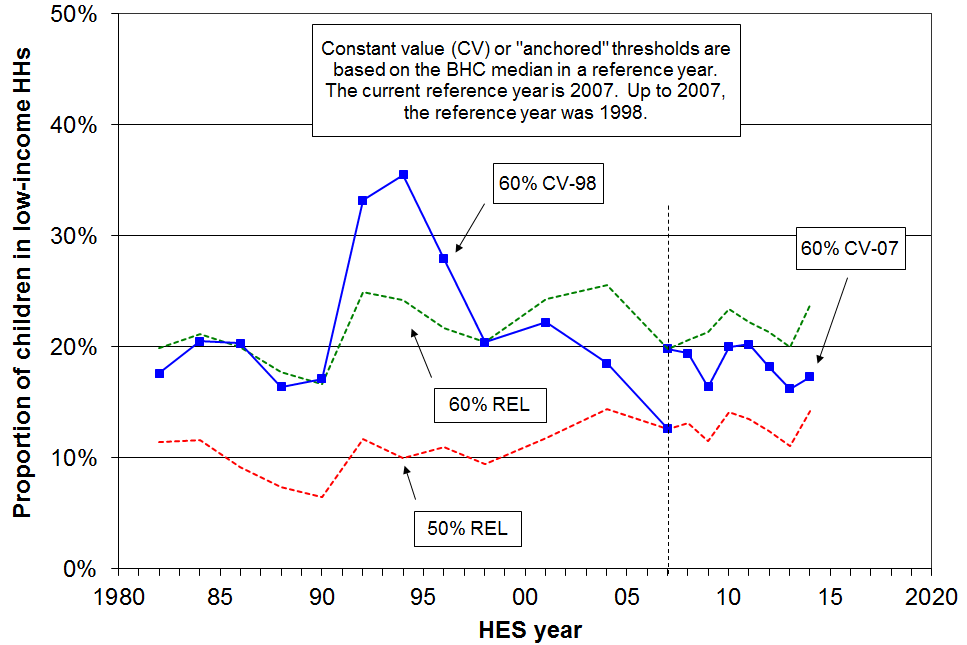 50%
Constant value (CV) or "anchored" thresholds are
based on the BHC median in a reference year.
The current reference year is 2007.  Up to 2007,
the reference year was 1998.
40%
60% CV-98
30%
60% CV-07
20%
60% REL
10%
50% REL
0%
1980 85 90 95 00 05 10 15 2020
HES year
Proportion of children in low-income HHs